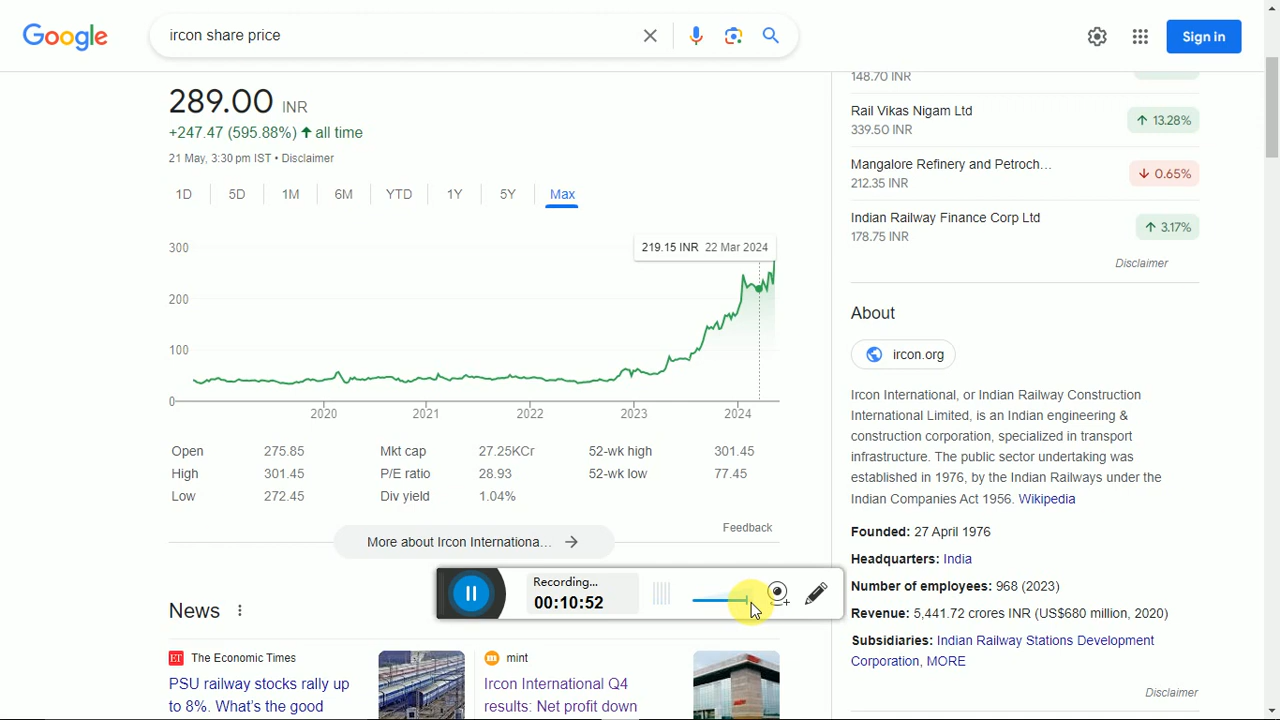 Google
ircon share price
Sign in
289.00 INR
+247.47 (595.88%) all time
21 May, 3:30 pm IST • Disclaimer
1D 5D 1M 6M YTD 1Y 5Y Max
300
200
100
0
219.15 INR 22 Mar 2024
2020 2021 2022 2023 2024
Open 275.85 Mkt cap 27.25KCr 52-wk high 301.45
High 301.45 P/E ratio 28.93 52-wk low 77.45
Low 272.45 Div yield 1.04%
Feedback
More about Ircon Internationa...
Recording...
00:10:52
News
ET The Economic Times
PSU railway stocks rally up
to 8%. What's the good
m mint
Ircon International Q4
results: Net profit down
148.70 INR
Rail Vikas Nigam Ltd
339.50 INR
13.28%
Mangalore Refinery and Petroch...
212.35 INR
0.65%
Indian Railway Finance Corp Ltd
178.75 INR
3.17%
Disclaimer
About
ircon.org
Ircon International, or Indian Railway Construction
International Limited, is an Indian engineering &
construction corporation, specialized in transport
infrastructure. The public sector undertaking was
established in 1976, by the Indian Railways under the
Indian Companies Act 1956. Wikipedia
Founded: 27 April 1976
Headquarters: India
Number of employees: 968 (2023)
Revenue: 5,441.72 crores INR (US$680 million, 2020)
Subsidiaries: Indian Railway Stations Development
Corporation, MORE
Disclaimer